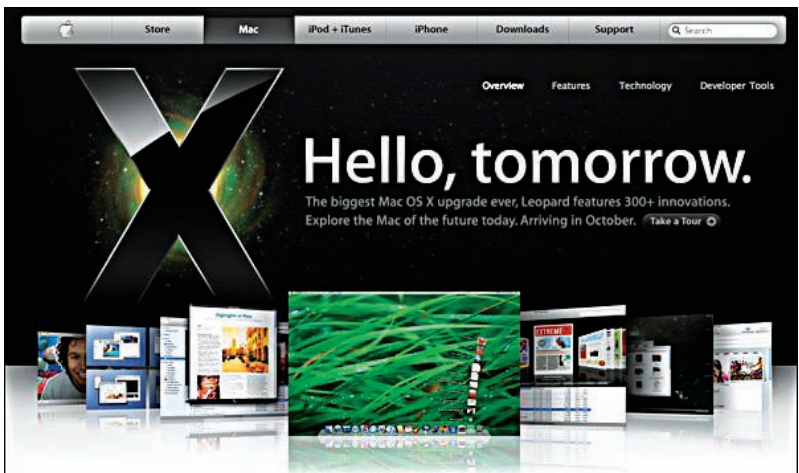 Store Mac iPod + iTunes iPhone Downloads Support Search
Overview Features Technology Developer Tools
X
Hello, tomorrow.
The biggest Mac OS X upgrade ever, Leopard features 300+ innovations.
Explore the Mac of the future today. Arriving in October. Take a Tour
EXTREME